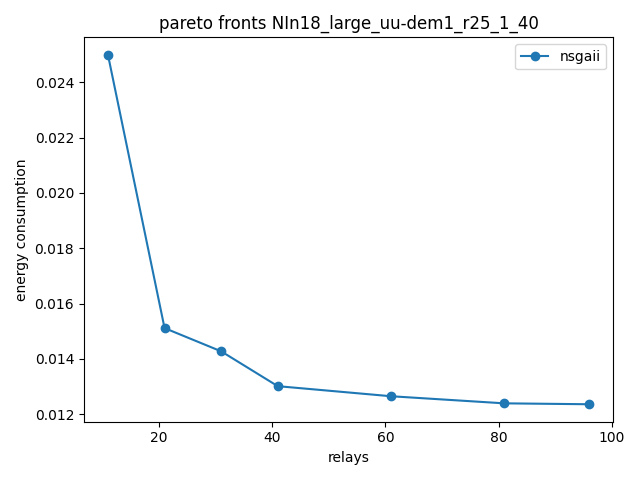 pareto fronts NIn18_large_uu-dem1_r25_1_40
nsgaii
energy consumption
0.024
0.022
0.020
0.018
0.016
0.014
0.012
20 40 60 80 100
relays